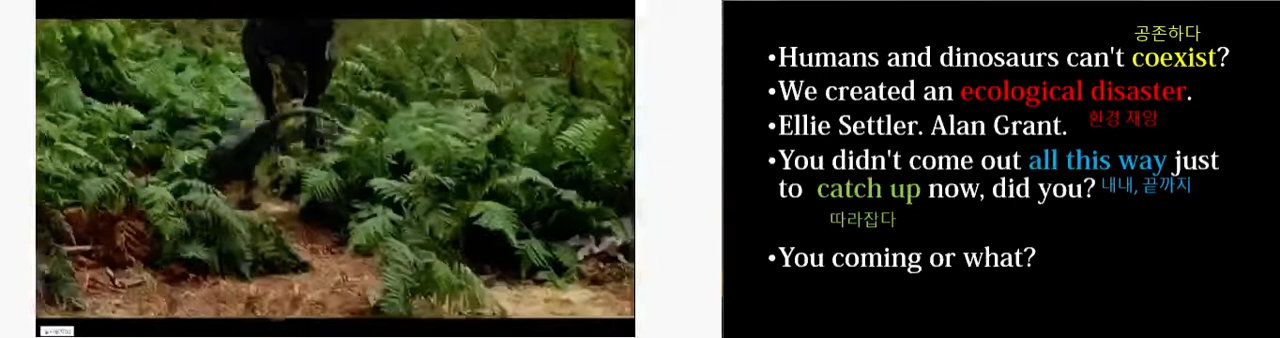 공존하다
•Humans and dinosaurs can't coexist?
•We created an ecological disaster.
•Ellie Settler. Alan Grant. 환경 재앙
•You didn't come out all this way just
to catch up now, did you? 내내, 끝까지
따라잡다
•You coming or what?